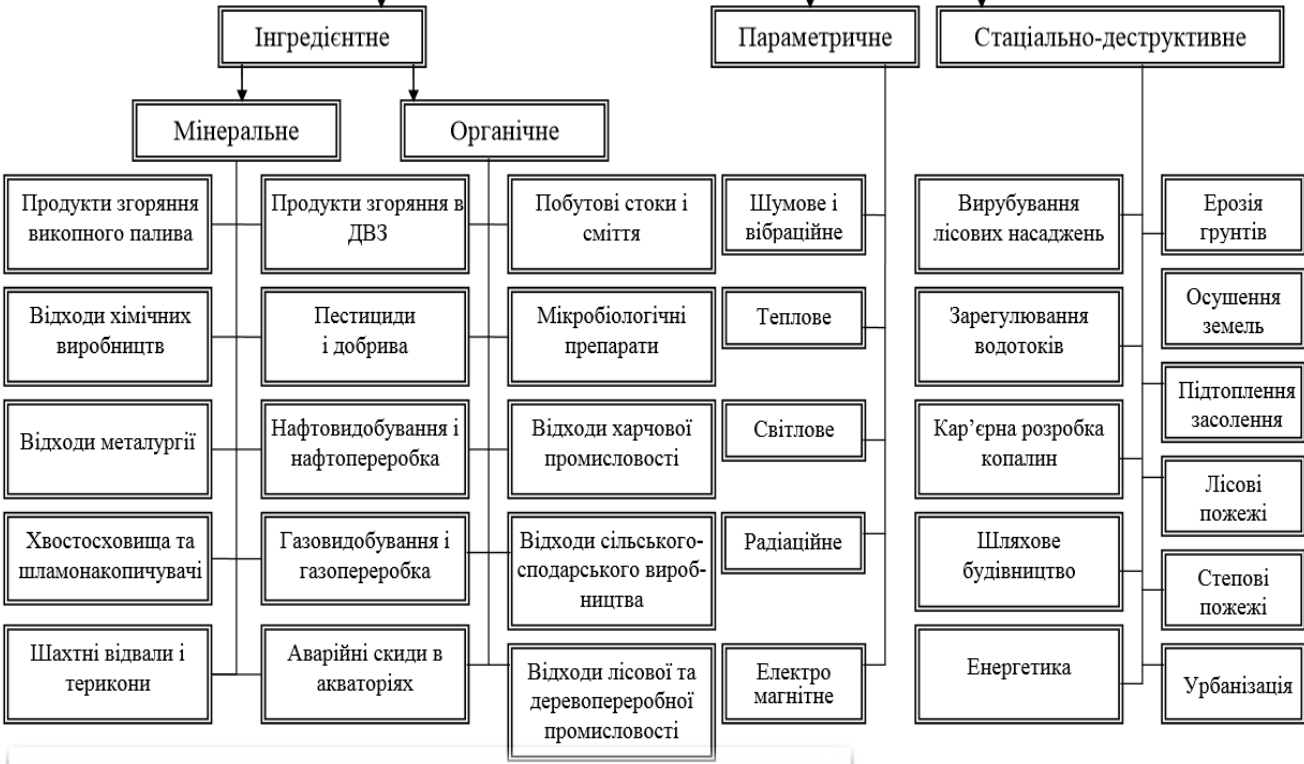 Інгредієнтне
Параметричне
Стаціально-деструктивне
Мінеральне
Органічне
Продукти згоряння
викопного палива
Відходи хімічних
виробництв
Відходи металургії
Хвостосховища та
шламонакопичувачі
Шахтні відвали і
терикони
Продукти згоряння в
ДВЗ
Пестициди
і добрива
Нафтовидобування і
нафтопереробка
Газовидобування і
газопереробка
Аварійні скиди в
акваторіях
Побутові стоки і
сміття
Мікробіологічні
препарати
Відходи харчової
промисловості
Відходи сільського-
сподарського вироб-
ництва
Відходи лісової та
деревопереробної
промисловості
Шумове і
вібраційне
Теплове
Світлове
Радіаційне
Електро
магнітне
Вирубування
лісових насаджень
Зарегулювання
водотоків
Кар’єрна розробка
копалин
Шляхове
будівництво
Енергетика
Ерозія
грунтів
Осушення
земель
Підтоплення
засолення
Лісові
пожежі
Степові
пожежі
Урбанізація